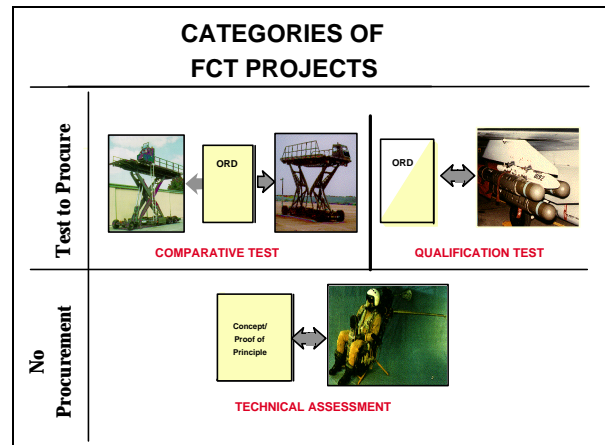 CATEGORIES OF
FCT PROJECTS
Test to Procure
ORD
COMPARATIVE TEST
ORD
QUALIFICATION TEST
No
Procurement
Concept/
Proof of
Principle
TECHNICAL ASSESSMENT